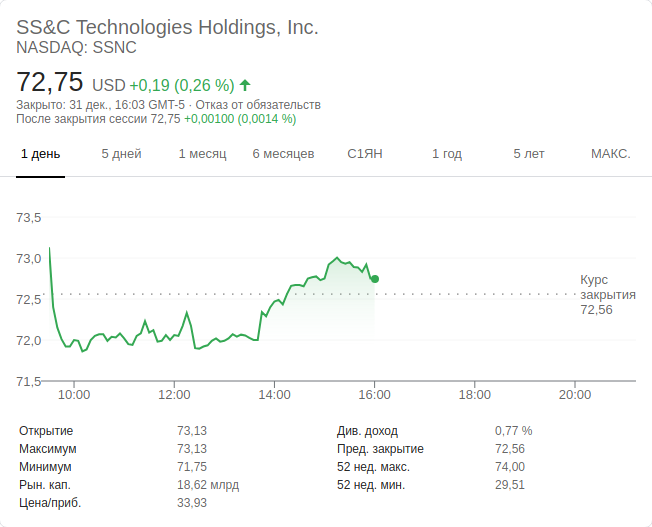 SS&C Technologies Holdings, Inc.
NASDAQ: SSNC
72,75 USD +0,19 (0,26 %)
Закрыто: 31 дек., 16:03 GMT-5 · Отказ от обязательств
После закрытия сессии 72,75 +0,00100 (0,0014 %)
1 день 5 дней 1 месяц 6 месяцев С1ЯН 1 год 5 лет МАКС.
73,5
73,0
72,5
72,0
71,5
Курс
закрытия
72,56
10:00 12:00 14:00 16:00 18:00 20:00
Открытие 73,13 Див. доход 0,77 %
Максимум 73,13 Пред. закрытие 72,56
Минимум 71,75 52 нед. макс. 74,00
Рын. кап. 18,62 млрд 52 нед. мин. 29,51
Цена/приб. 33,93